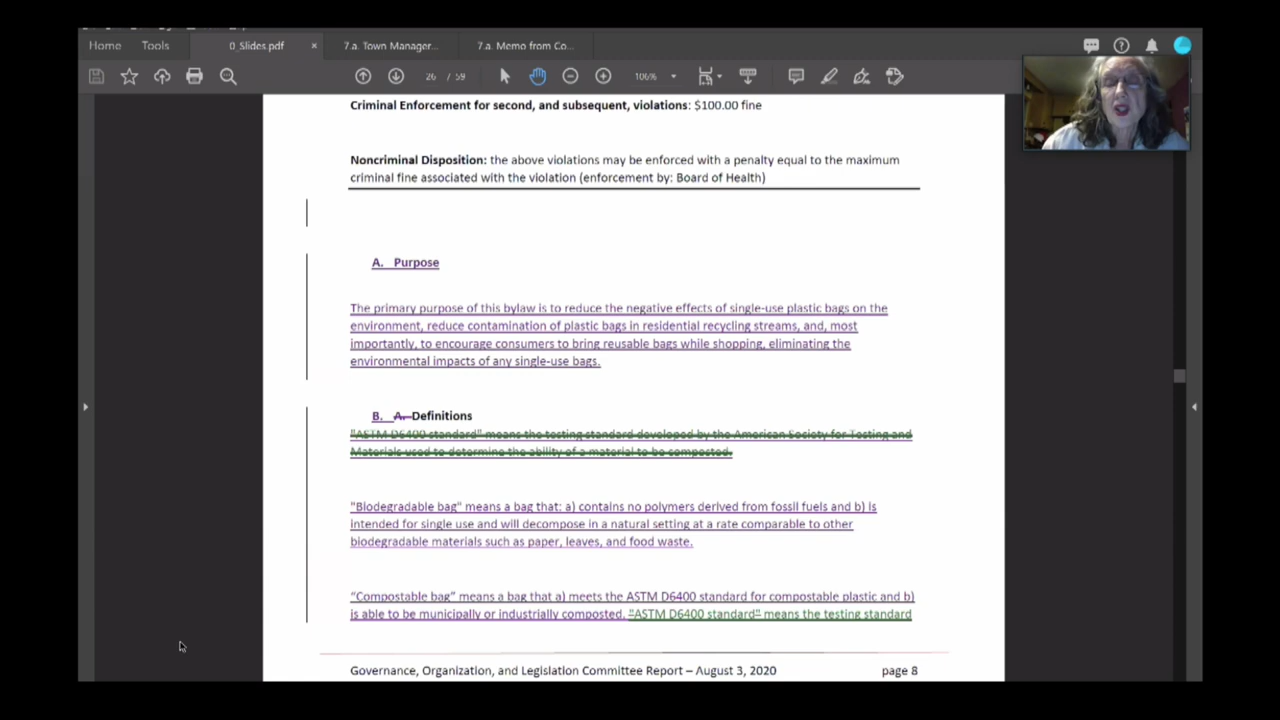 Home Tools 0_Slides.pdf × 7.a. Town Manager... 7.a. Memo from Co...
26 / 59 106%
Criminal Enforcement for second, and subsequent, violations: $100.00 fine
Noncriminal Disposition: the above violations may be enforced with a penalty equal to the maximum
criminal fine associated with the violation (enforcement by: Board of Health)
A. Purpose
The primary purpose of this bylaw is to reduce the negative effects of single-use plastic bags on the
environment, reduce contamination of plastic bags in residential recycling streams, and, most
importantly, to encourage consumers to bring reusable bags while shopping, eliminating the
environmental impacts of any single-use bags.
B. A. Definitions
"ASTM D6400 standard" means the testing standard developed by the American Society for Testing and
Materials used to determine the ability of a material to be composted.
"Biodegradable bag" means a bag that: a) contains no polymers derived from fossil fuels and b) is
intended for single use and will decompose in a natural setting at a rate comparable to other
biodegradable materials such as paper, leaves, and food waste.
"Compostable bag" means a bag that a) meets the ASTM D6400 standard for compostable plastic and b)
is able to be municipally or industrially composted. "ASTM D6400 standard" means the testing standard
Governance, Organization, and Legislation Committee Report – August 3, 2020 page 8